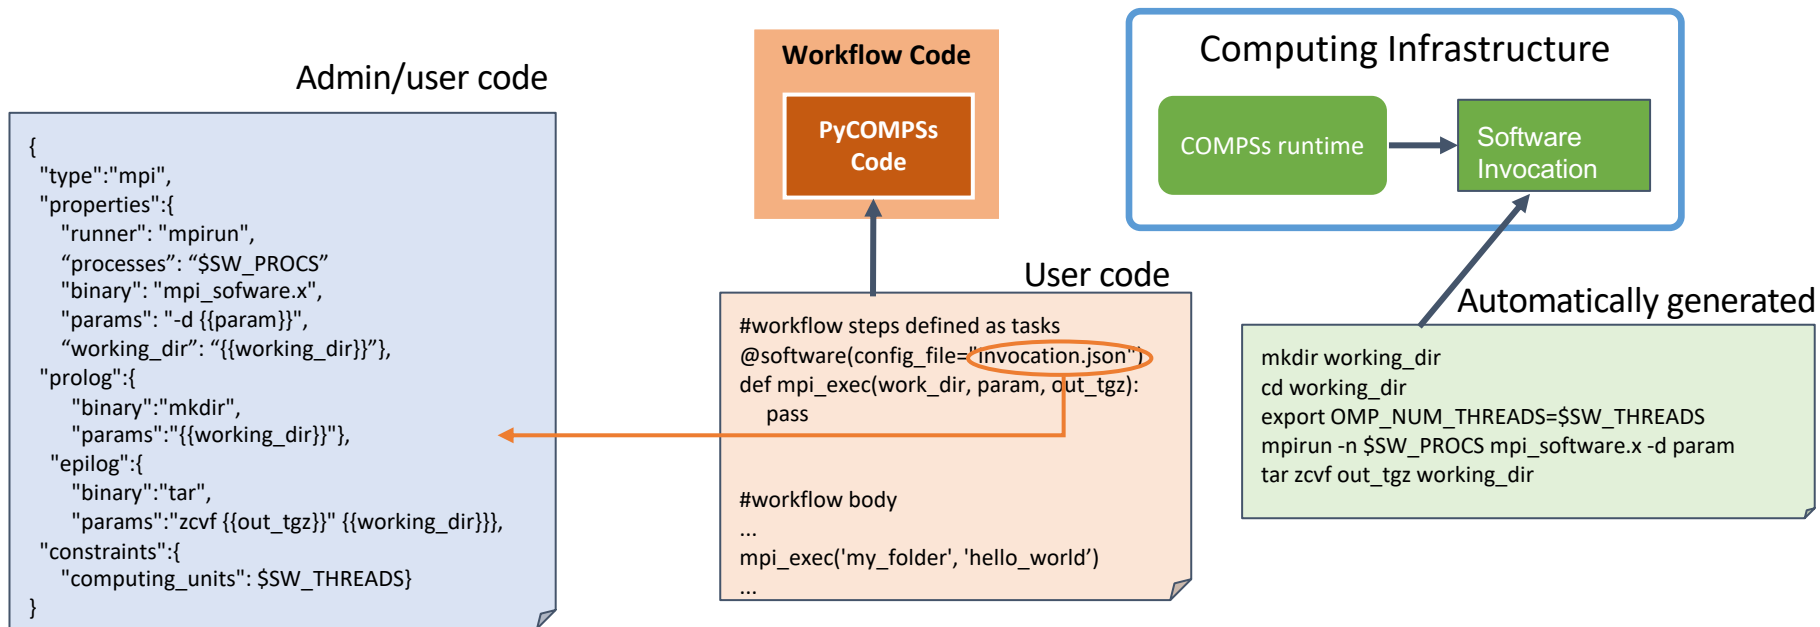 Admin/user code
{
"type":"mpi",
"properties":{
"runner": "mpirun",
“processes”: “$SW_PROCS”
"binary": "mpi_sofware.x",
"params": "-d {{param}}",
“working_dir”: “{{working_dir}}”},
"prolog":{
"binary":"mkdir",
"params":"{{working_dir}}"},
"epilog":{
"binary":"tar",
"params":"zcvf {{out_tgz}}" {{working_dir}}},
"constraints":{
"computing_units": $SW_THREADS}
}
Workflow Code
PyCOMPSs
Code
User code
#workflow steps defined as tasks
@software(config_file="invocation.json")
def mpi_exec(work_dir, param, out_tgz):
pass
#workflow body
...
mpi_exec('my_folder', 'hello_world’)
...
Computing Infrastructure
COMPSs runtime
Software
Invocation
Automatically generated
mkdir working_dir
cd working_dir
export OMP_NUM_THREADS=$SW_THREADS
mpirun -n $SW_PROCS mpi_software.x -d param
tar zcvf out_tgz working_dir